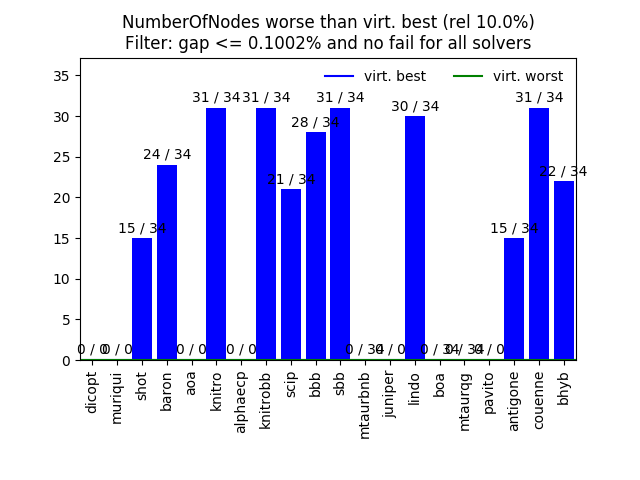 NumberOfNodes worse than virt. best (rel 10.0%)
Filter: gap <= 0.1002% and no fail for all solvers
virt. best
virt. worst
35
30
25
20
15
10
5
0
0 / 0
0 / 0
15 / 34
24 / 34
0 / 0
31 / 34
0 / 0
31 / 34
21 / 34
28 / 34
31 / 34
0 / 34
0 / 0
30 / 34
0 / 34
0 / 34
0 / 0
15 / 34
31 / 34
22 / 34
dicopt
muriqui
shot
baron
aoa
knitro
alphaecp
knitrobb
scip
bbb
sbb
mtaurbnb
juniper
lindo
boa
mtaurqg
pavito
antigone
couenne
bhyb